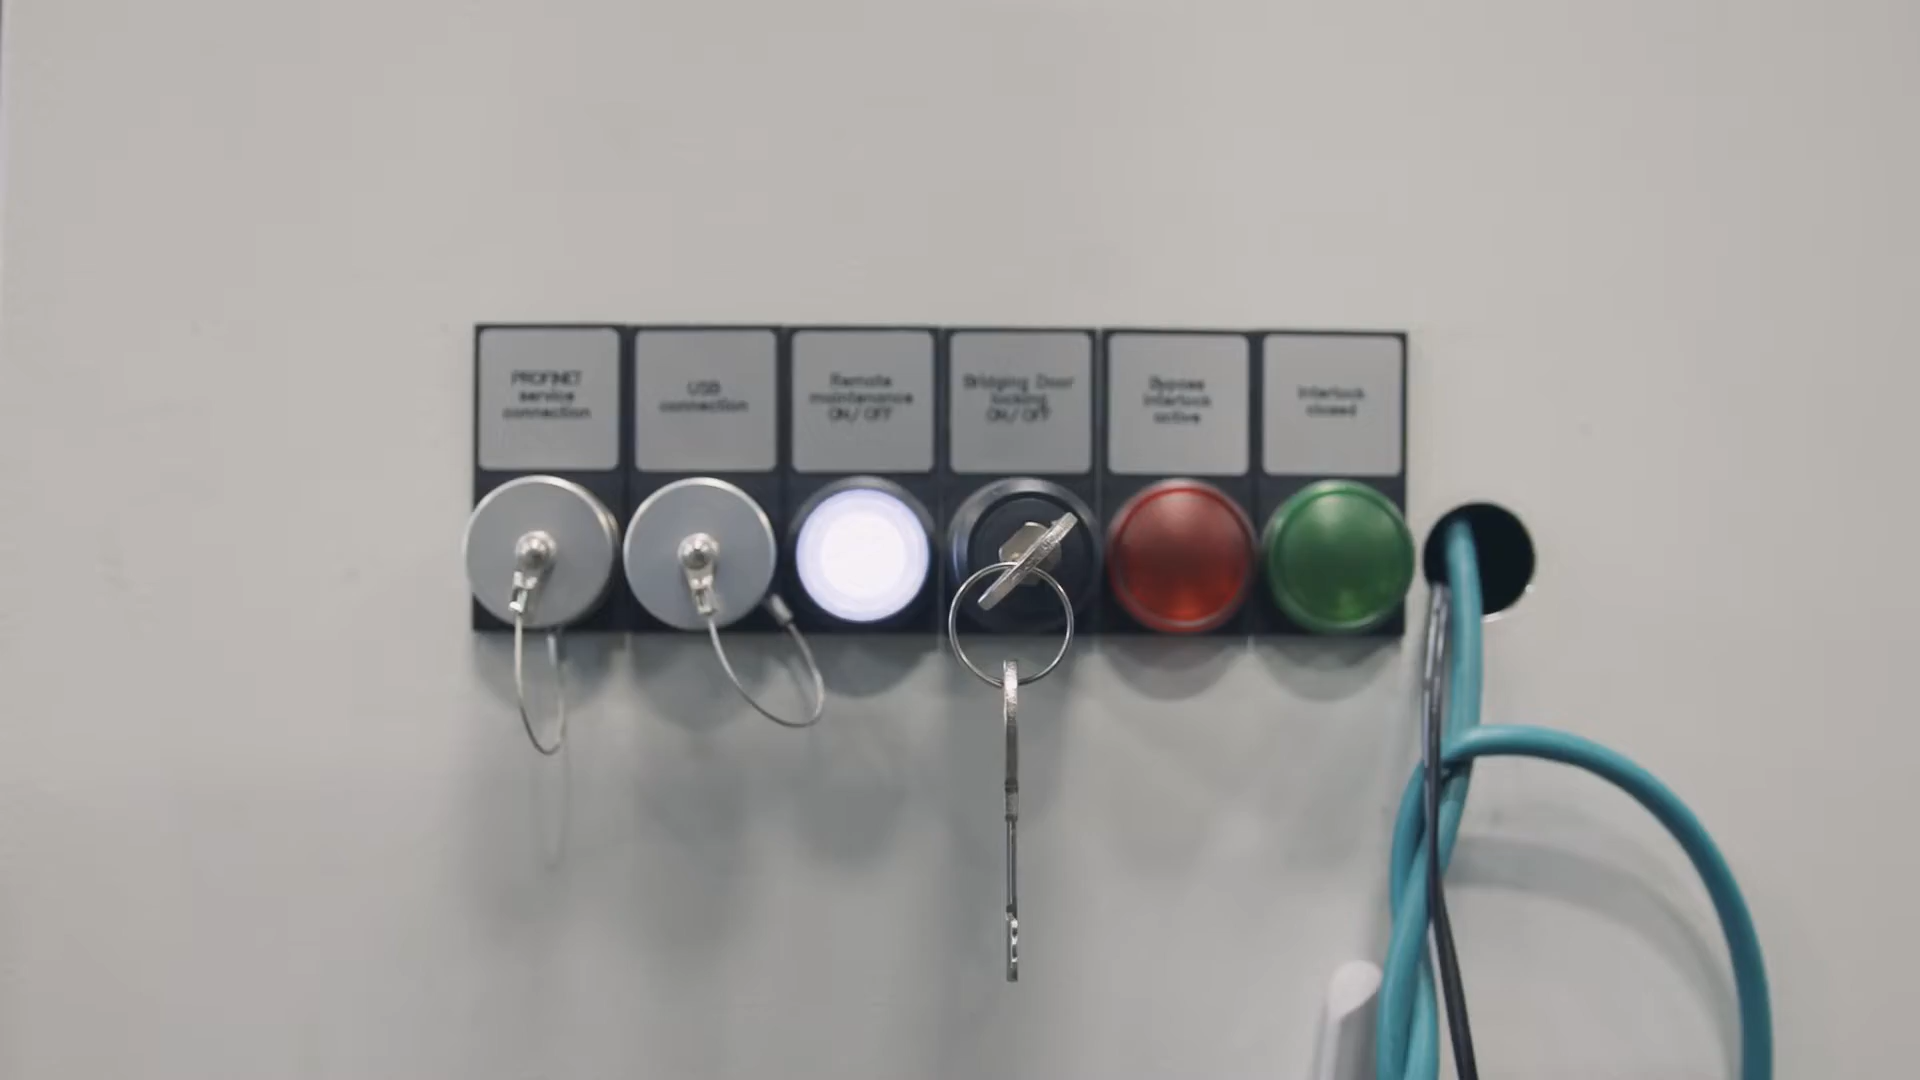 PROFINET
service
connection
USB
connection
Remote
maintenance
ON / OFF
Bridging Door
locking
ON / OFF
Bypass
interlock
active
Interlock
closed